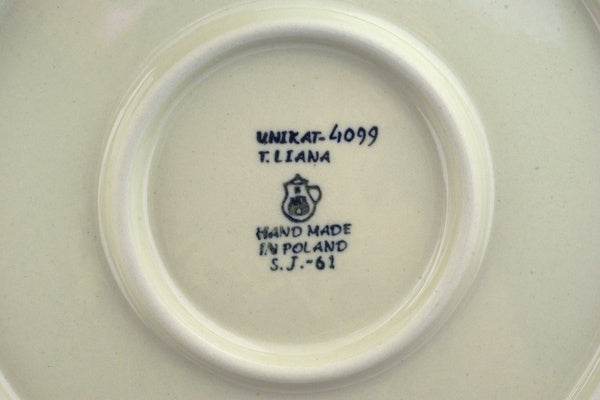 UNIKAT-4099
T. LIANA
HAND MADE
IN POLAND
S. J.-61